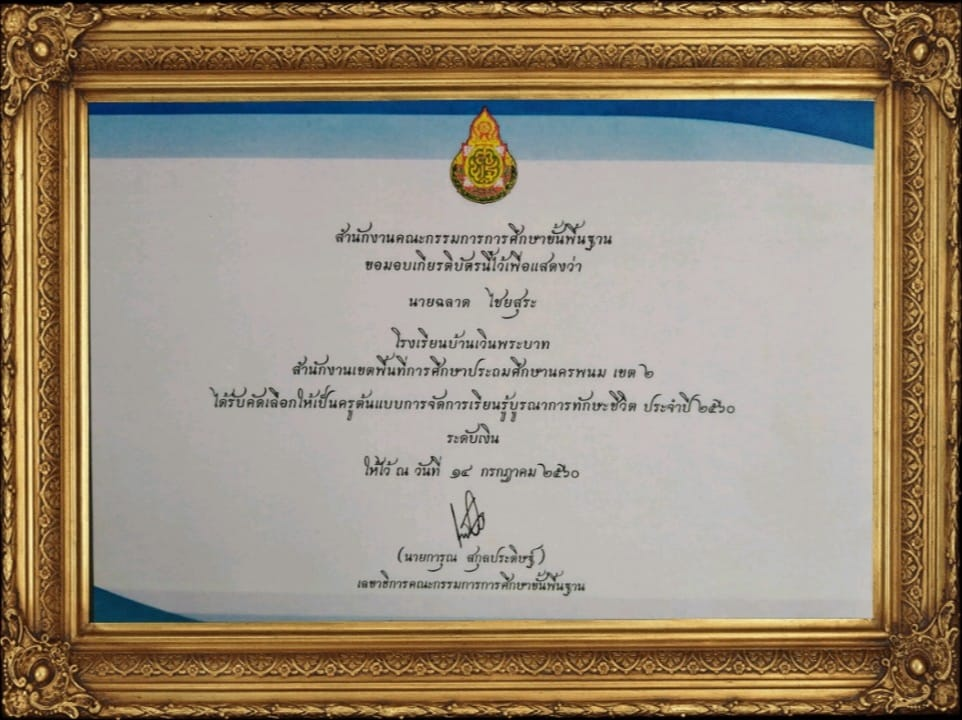 สำนักงานคณะกรรมการการศึกษาขั้นพื้นฐาน
ขอมอบเกียรติบัตรนี้ไว้เพื่อแสดงว่า
นายฉลาด ไชยสุระ
โรงเรียนบ้านเวินพระบาท
สำนักงานเขตพื้นที่การศึกษาประถมศึกษานครพนม เขต ๒
ได้รับคัดเลือกให้เป็นครูต้นแบบการจัดการเรียนรู้บูรณาการทักษะชีวิต ประจำปี ๒๕๖๐
ระดับเงิน
ให้ไว้ ณ วันที่ ๑๔ กรกฎาคม ๒๕๖๐
(นายการุณ สกุลประดิษฐ์)
เลขาธิการคณะกรรมการการศึกษาขั้นพื้นฐาน